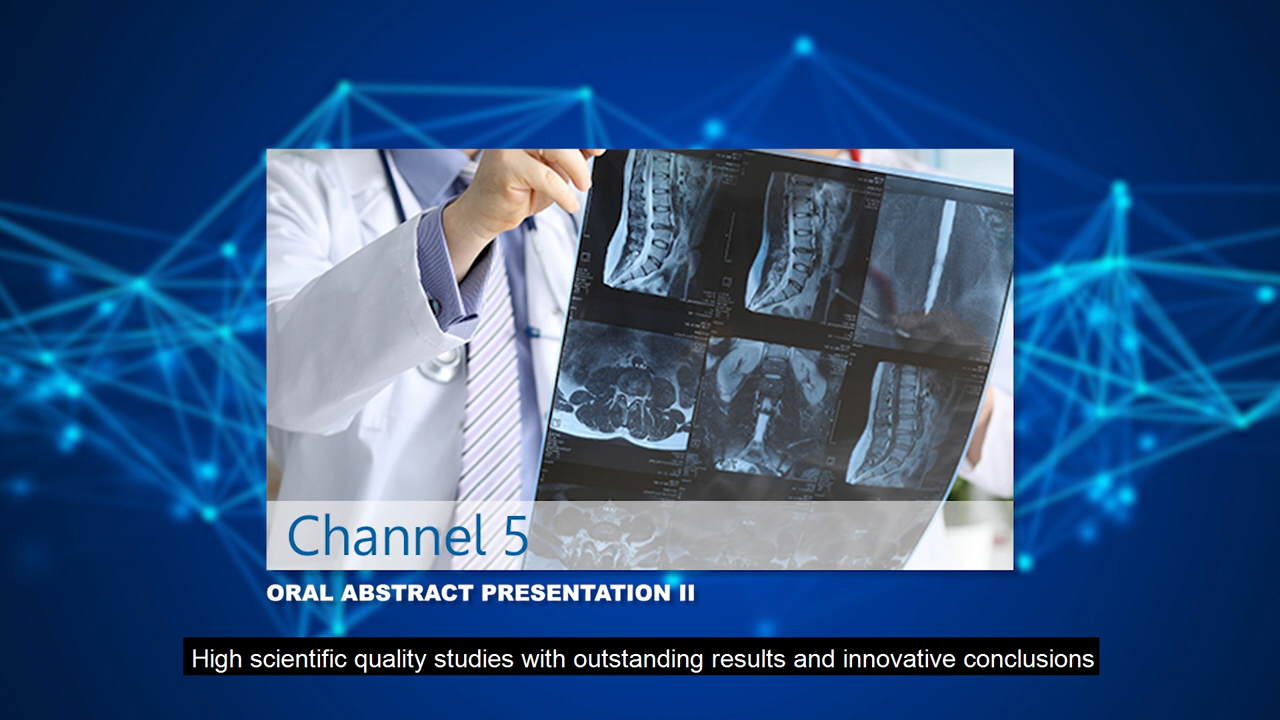 Channel 5
ORAL ABSTRACT PRESENTATION II
High scientific quality studies with outstanding results and innovative conclusions